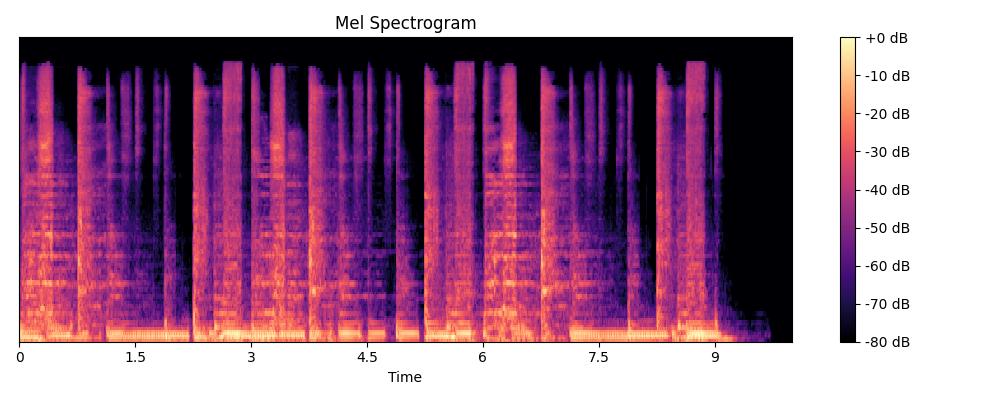 Mel Spectrogram
+0 dB
-10 dB
-20 dB
-30 dB
-40 dB
-50 dB
-60 dB
-70 dB
-80 dB
0 1.5 3 4.5 6 7.5 9
Time